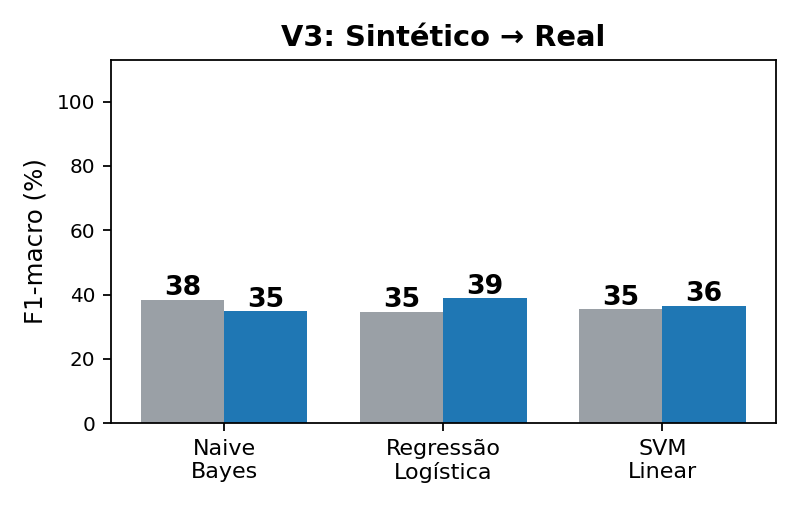 V3: Sintético → Real
F1-macro (%)
100
80
60
40
20
0
38
35
35
39
35
36
Naive
Bayes
Regressão
Logística
SVM
Linear